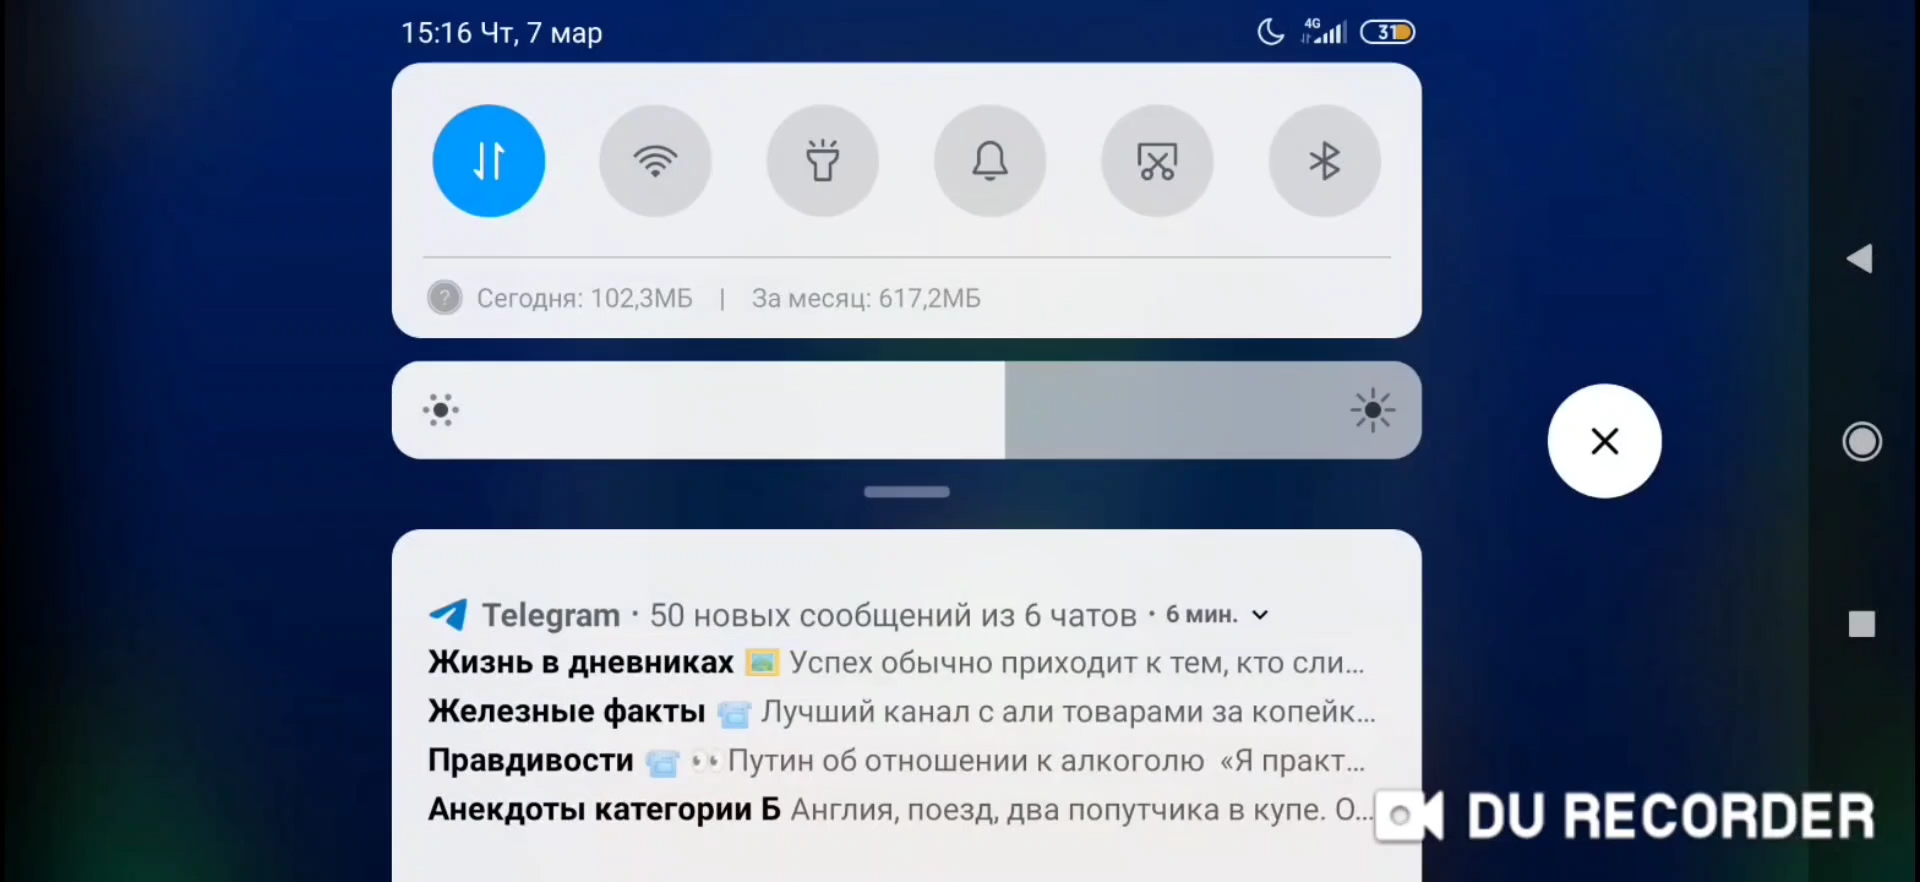 15:16 Чт, 7 мар
4G
31
Сегодня: 102,3МБ | За месяц: 617,2МБ
Telegram · 50 новых сообщений из 6 чатов · 6 мин.
Жизнь в дневниках 🖼 Успех обычно приходит к тем, кто сли...
Железные факты 📹 Лучший канал с али товарами за копейк...
Правдивости 📹 👀Путин об отношении к алкоголю «Я практ...
Анекдоты категории Б Англия, поезд, два попутчика в купе. О...
DU RECORDER